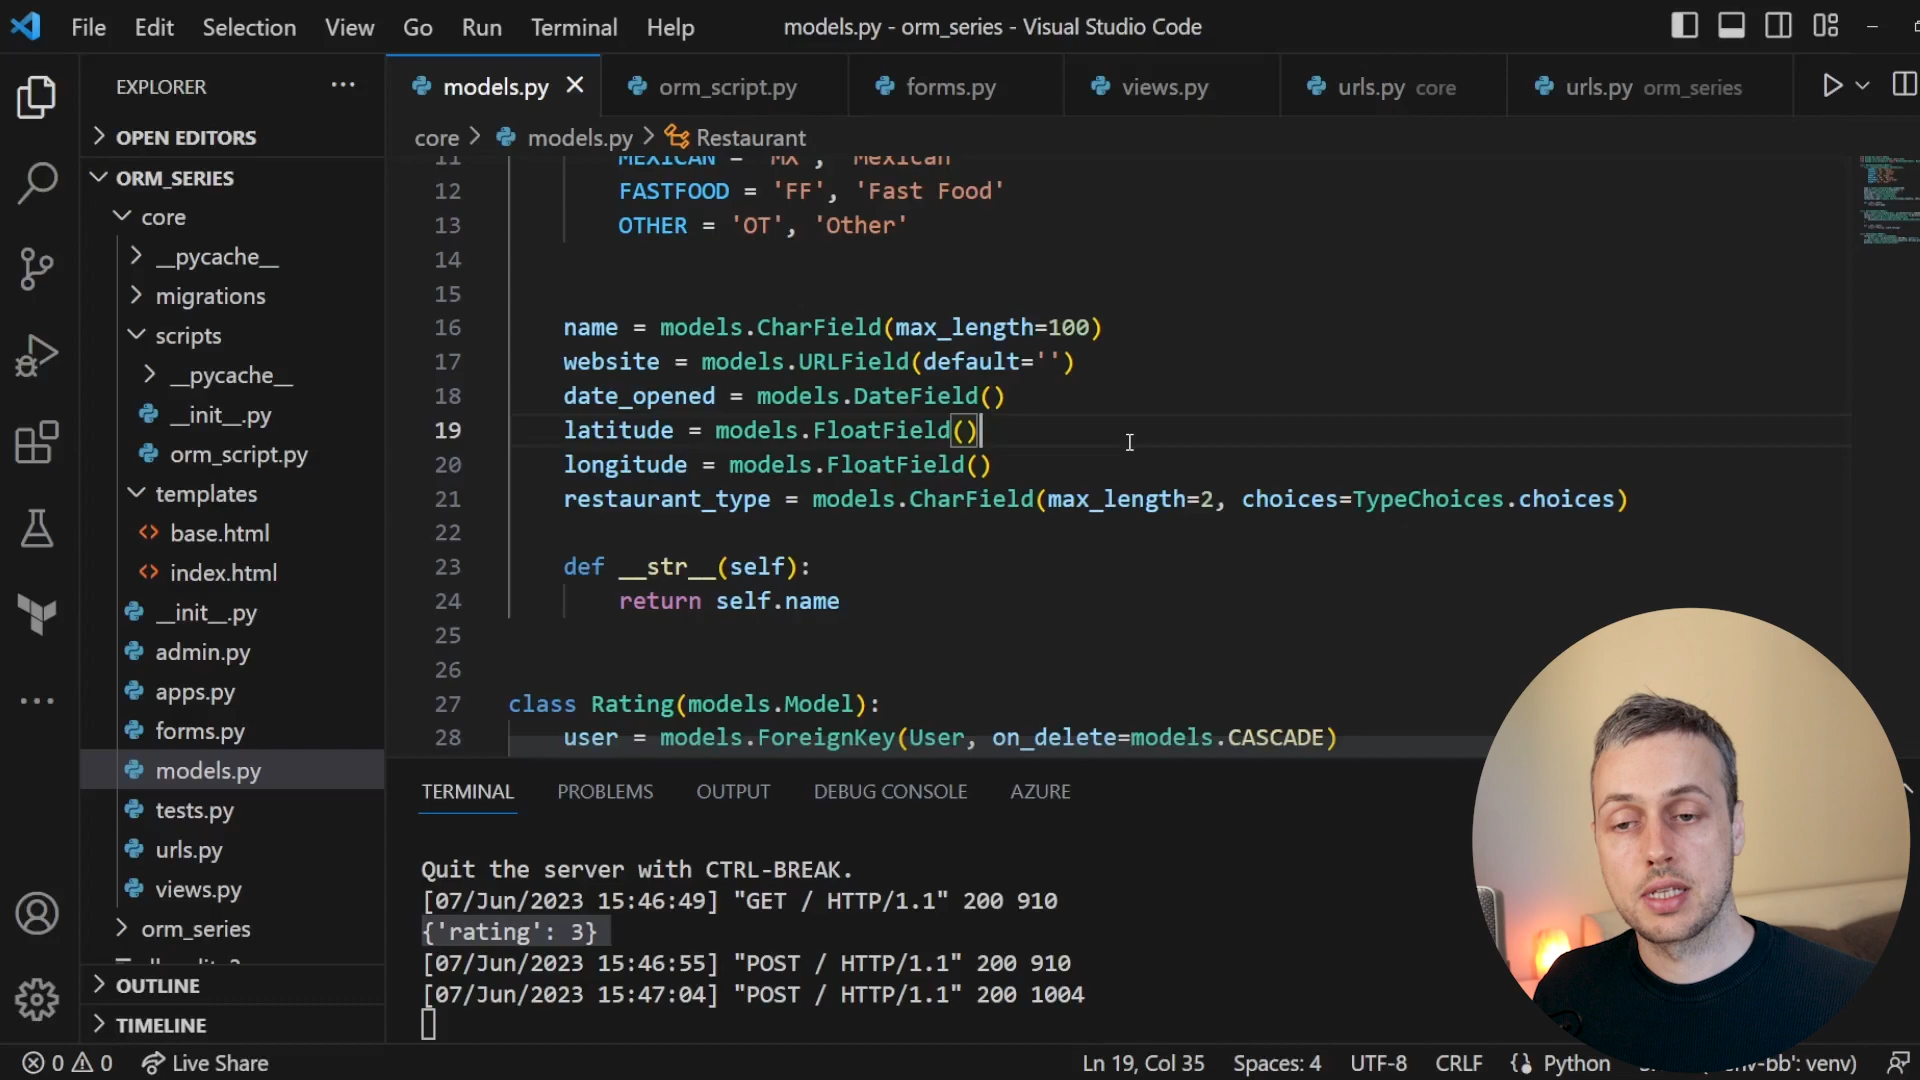 File Edit Selection View Go Run Terminal Help models.py - orm_series - Visual Studio Code
EXPLORER
models.py orm_script.py forms.py views.py urls.py core urls.py orm_series
OPEN EDITORS
core models.py Restaurant
ORM_SERIES
core
__pycache__
migrations
scripts
__pycache__
__init__.py
orm_script.py
templates
base.html
index.html
__init__.py
admin.py
apps.py
forms.py
models.py
tests.py
urls.py
views.py
orm_series
OUTLINE
TIMELINE
11 MEXICAN = 'MX', 'Mexican'
12 FASTFOOD = 'FF', 'Fast Food'
13 OTHER = 'OT', 'Other'
14
15
16 name = models.CharField(max_length=100)
17 website = models.URLField(default='')
18 date_opened = models.DateField()
19 latitude = models.FloatField()
20 longitude = models.FloatField()
21 restaurant_type = models.CharField(max_length=2, choices=TypeChoices.choices)
22
23 def __str__(self):
24 return self.name
25
26
27 class Rating(models.Model):
28 user = models.ForeignKey(User, on_delete=models.CASCADE)
TERMINAL PROBLEMS OUTPUT DEBUG CONSOLE AZURE
Quit the server with CTRL-BREAK.
[07/Jun/2023 15:46:49] "GET / HTTP/1.1" 200 910
{'rating': 3}
[07/Jun/2023 15:46:55] "POST / HTTP/1.1" 200 910
[07/Jun/2023 15:47:04] "POST / HTTP/1.1" 200 1004
0 0 Live Share Ln 19, Col 35 Spaces: 4 UTF-8 CRLF Python venv)